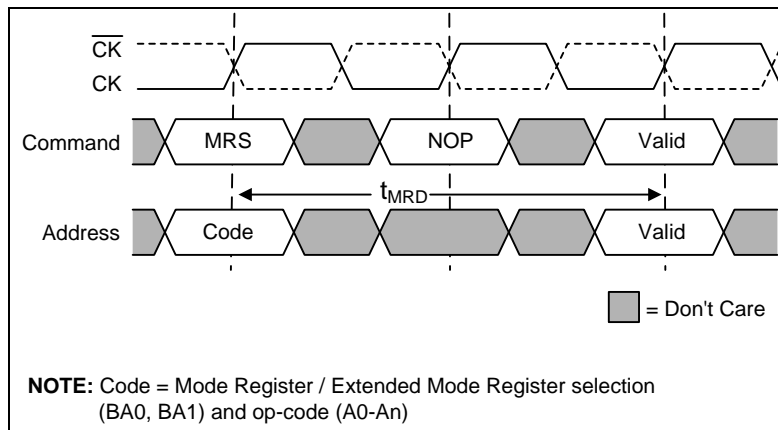 C̅K̅
CK
Command MRS NOP Valid
tMRD
Address Code Valid
= Don't Care
NOTE: Code = Mode Register / Extended Mode Register selection
(BA0, BA1) and op-code (A0-An)